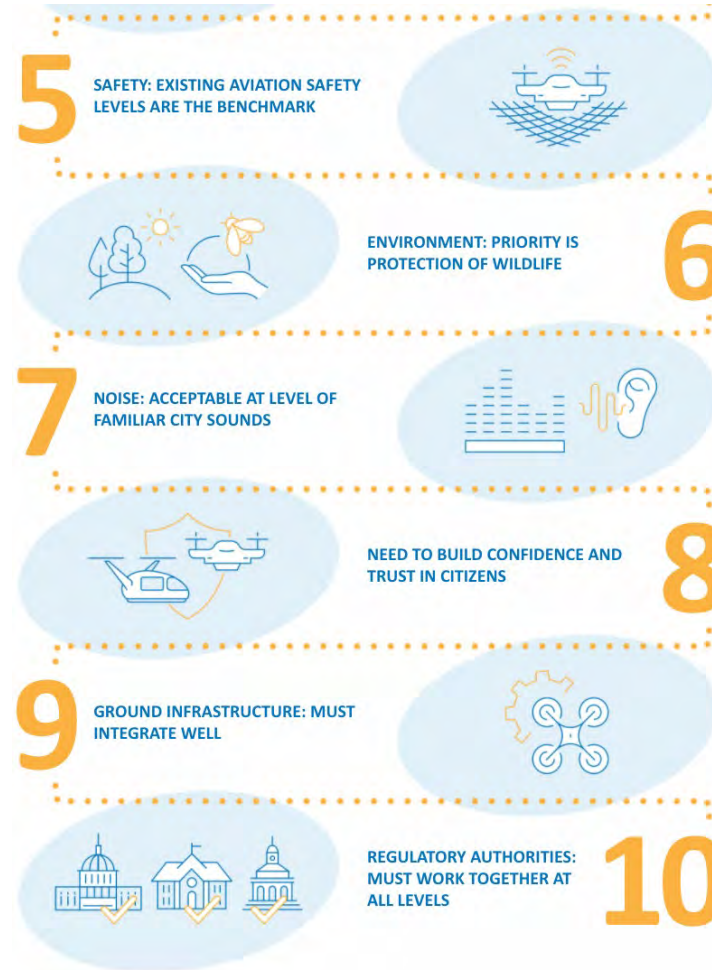 5
SAFETY: EXISTING AVIATION SAFETY
LEVELS ARE THE BENCHMARK
ENVIRONMENT: PRIORITY IS
PROTECTION OF WILDLIFE
6
7
NOISE: ACCEPTABLE AT LEVEL OF
FAMILIAR CITY SOUNDS
NEED TO BUILD CONFIDENCE AND
TRUST IN CITIZENS
8
9
GROUND INFRASTRUCTURE: MUST
INTEGRATE WELL
REGULATORY AUTHORITIES:
MUST WORK TOGETHER AT
ALL LEVELS
10